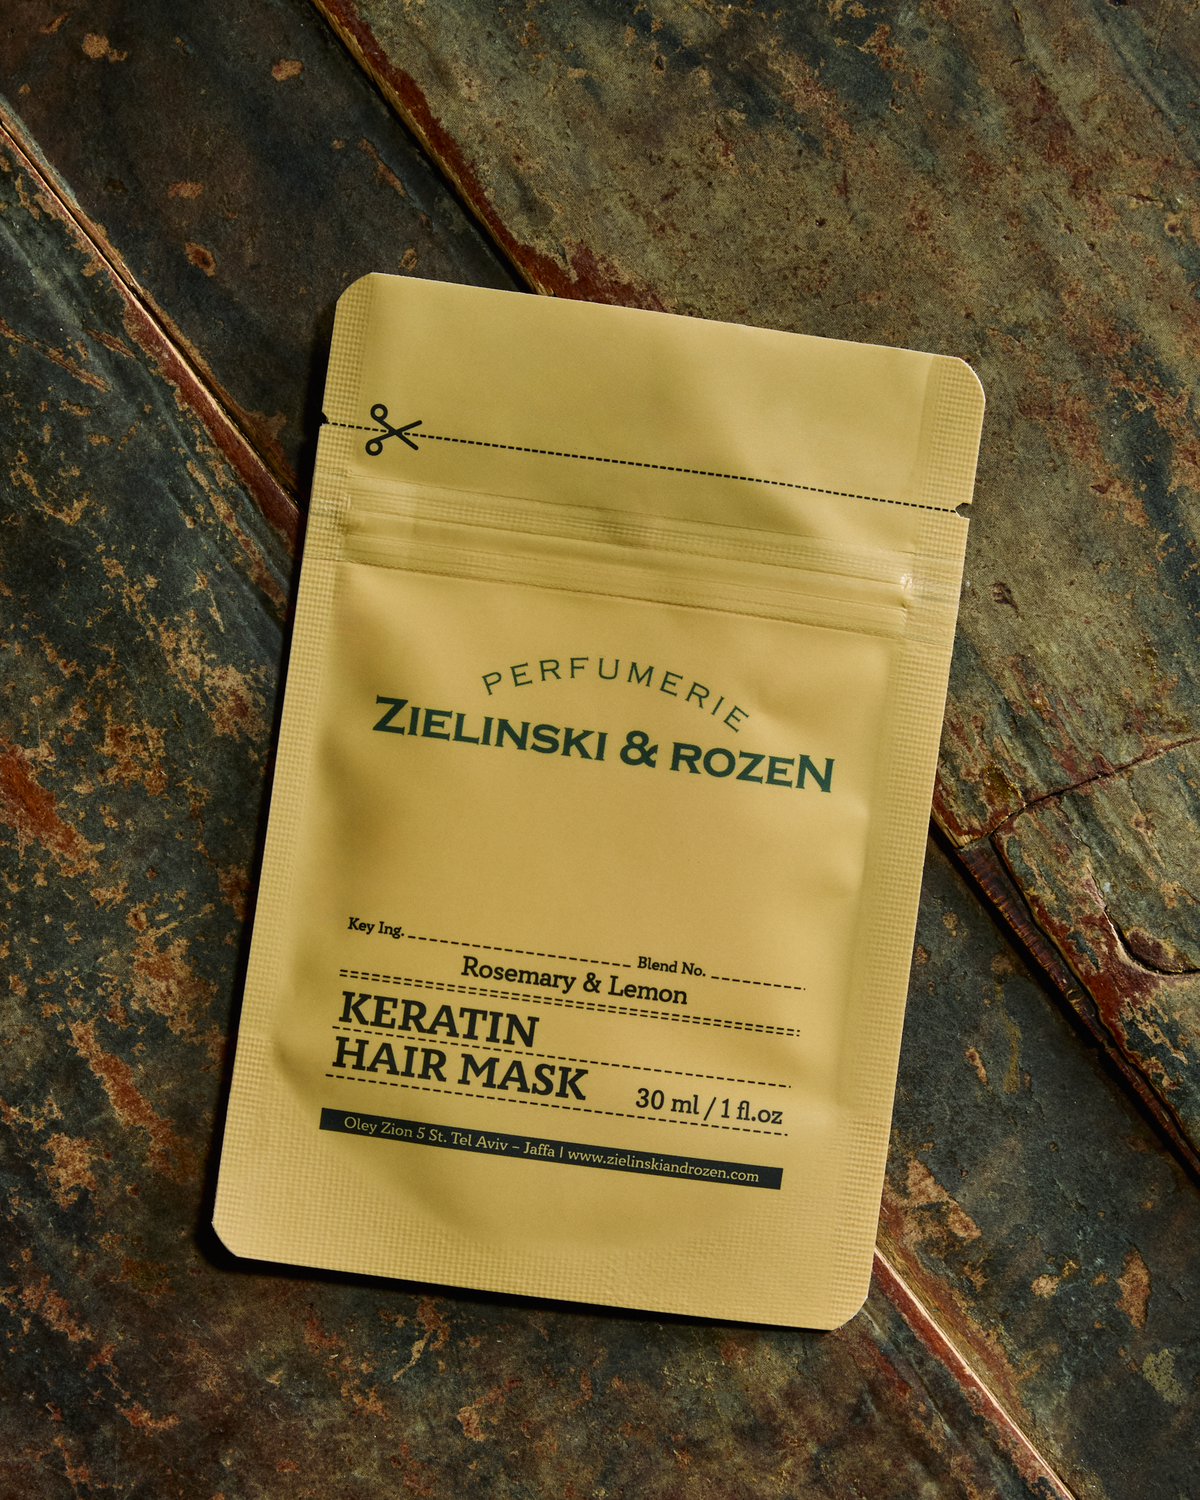 PERFUMERIE
ZIELINSKI & ROZEN
Key Ing. Blend No.
Rosemary & Lemon
KERATIN
HAIR MASK 30 ml / 1 fl.oz
Oley Zion 5 St. Tel Aviv – Jaffa | www.zielinskiandrozen.com